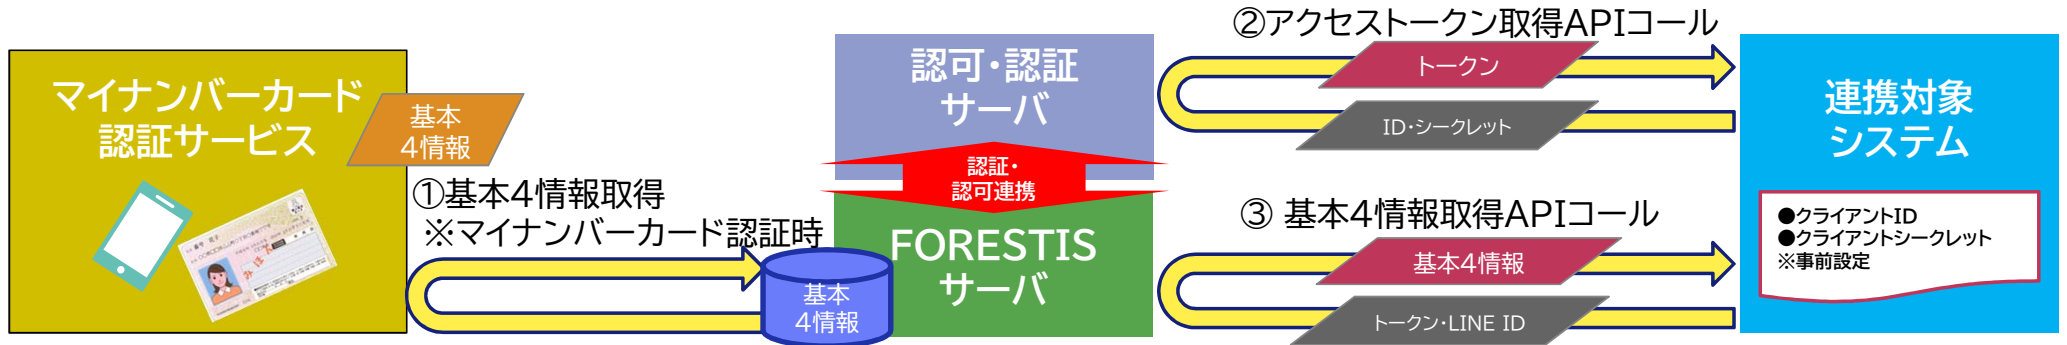 マイナンバーカード
認証サービス
基本
4情報
①基本4情報取得
※マイナンバーカード認証時
基本
4情報
認可・認証
サーバ
認証・
認可連携
FORESTIS
サーバ
②アクセストークン取得APIコール
トークン
ID・シークレット
③ 基本4情報取得APIコール
基本4情報
トークン・LINE ID
連携対象
システム
●クライアントID
●クライアントシークレット
※事前設定